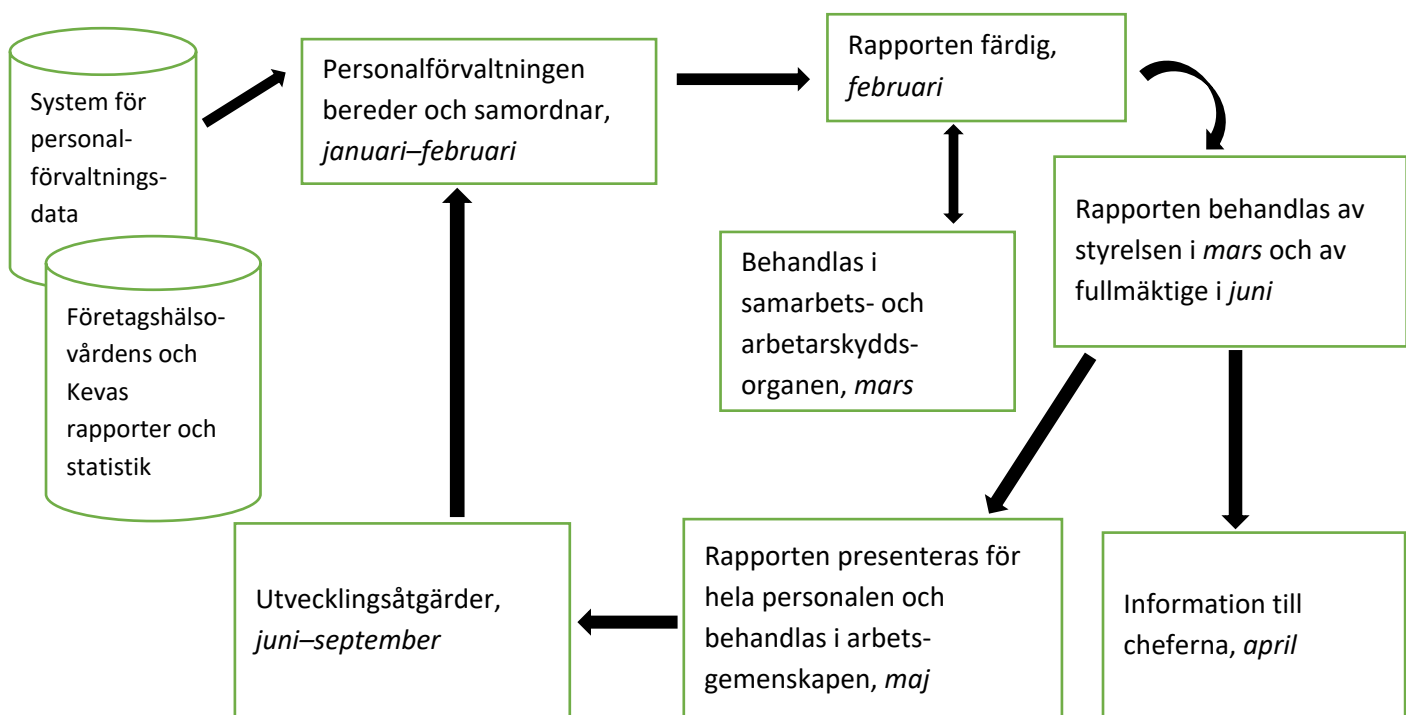 System för
personal-
förvaltnings-
data
Företagshälso-
vårdens och
Kevas
rapporter och
statistik
Personalförvaltningen
bereder och samordnar,
januari–februari
Rapporten färdig,
februari
Behandlas i
samarbets- och
arbetarskydds-
organen, mars
Rapporten behandlas av
styrelsen i mars och av
fullmäktige i juni
Information till
cheferna, april
Rapporten presenteras för
hela personalen och
behandlas i arbets-
gemenskapen, maj
Utvecklingsåtgärder,
juni–september